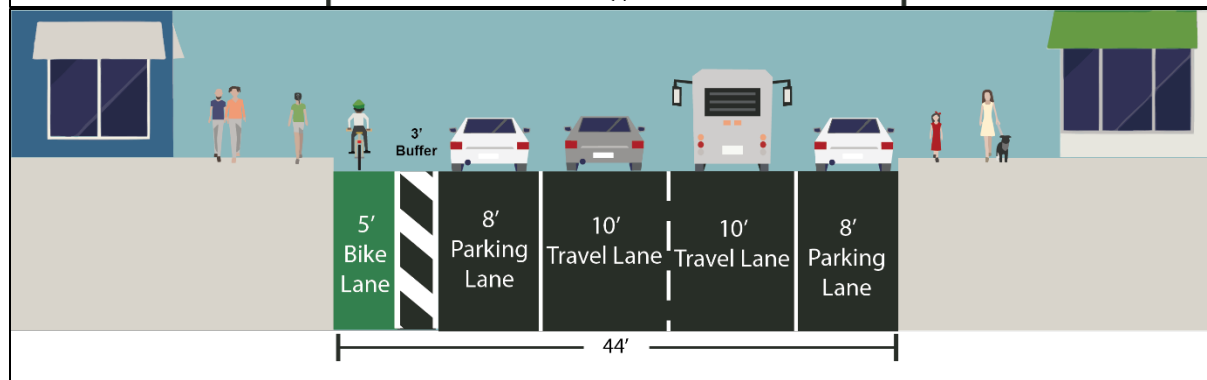 3’
Buffer
5’
Bike
Lane
8’
Parking
Lane
10’
Travel Lane
10’
Travel Lane
8’
Parking
Lane
44’